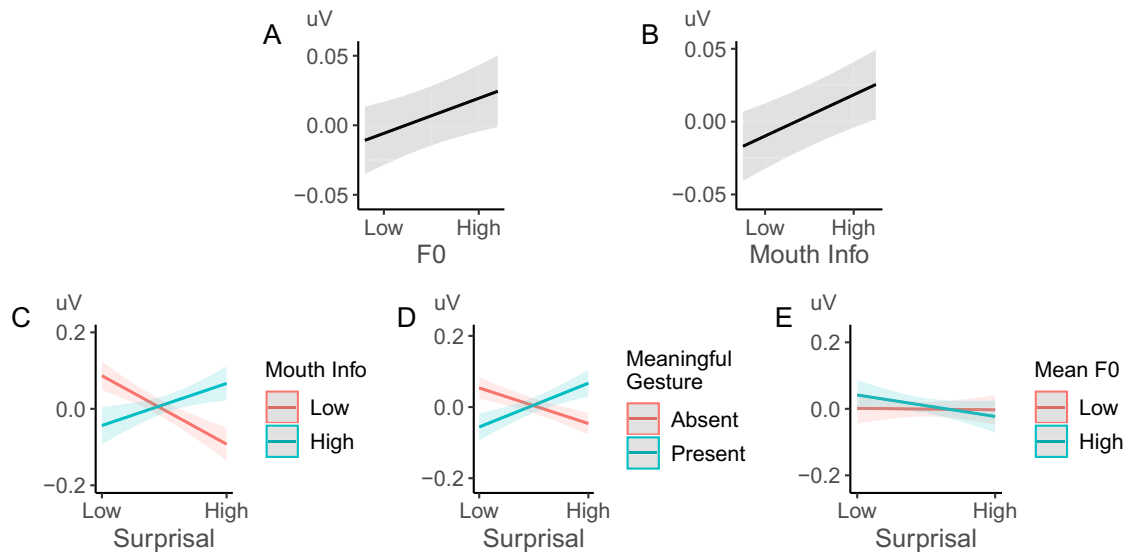 A
uV
0.05
0.00
−0.05
Low
High
F0
B
uV
0.05
0.00
−0.05
Low
High
Mouth Info
C
uV
0.2
0.0
−0.2
Low
High
Surprisal
Mouth Info
Low
High
D
uV
0.2
0.0
−0.2
Low
High
Surprisal
Meaningful
Gesture
Absent
Present
E
uV
0.2
0.0
−0.2
Low
High
Surprisal
Mean F0
Low
High